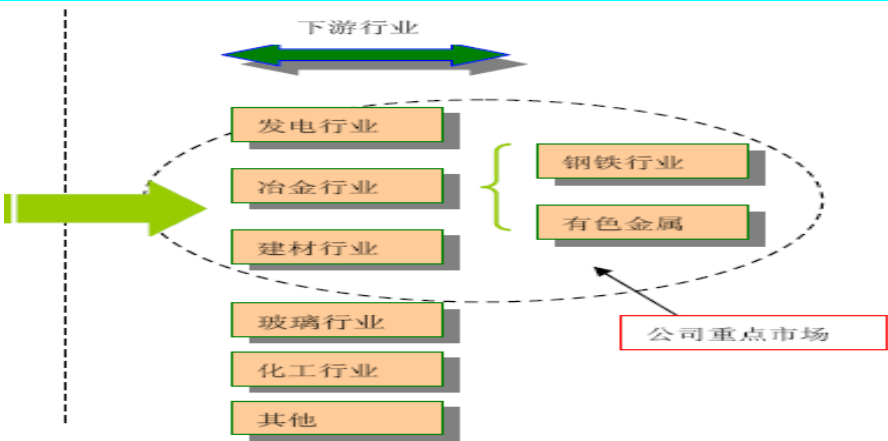 下游行业
发电行业
冶金行业
建材行业
钢铁行业
有色金属
玻璃行业
化工行业
其他
公司重点市场